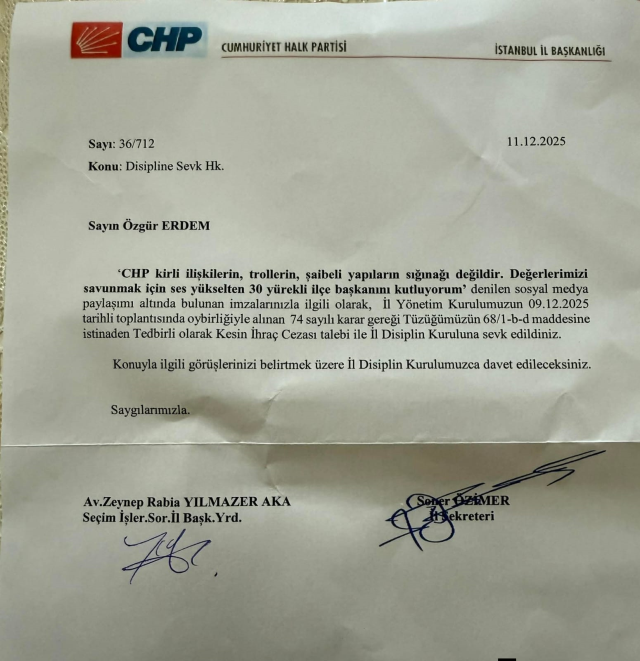 CHP CUMHURİYET HALK PARTİSİ İSTANBUL İL BAŞKANLIĞI
Sayı: 36/712 11.12.2025
Konu: Disipline Sevk Hk.
Sayın Özgür ERDEM
‘CHP kirli ilişkilerin, trollerin, şaibeli yapıların sığınağı değildir. Değerlerimizi
savunmak için ses yükselten 30 yürekli ilçe başkanını kutluyorum’ denilen sosyal medya
paylaşımı altında bulunan imzalarınızla ilgili olarak, İl Yönetim Kurulumuzun 09.12.2025
tarihli toplantısında oybirliğiyle alınan 74 sayılı karar gereği Tüzüğümüzün 68/1-b-d maddesine
istinaden Tedbirli olarak Kesin İhraç Cezası talebi ile İl Disiplin Kuruluna sevk edildiniz.
Konuyla ilgili görüşlerinizi belirtmek üzere İl Disiplin Kurulumuzca davet edileceksiniz.
Saygılarımızla.
Av.Zeynep Rabia YILMAZER AKA Soner ÖZİMER
Seçim İşler.Sor.İl Başk.Yrd. İl Sekreteri